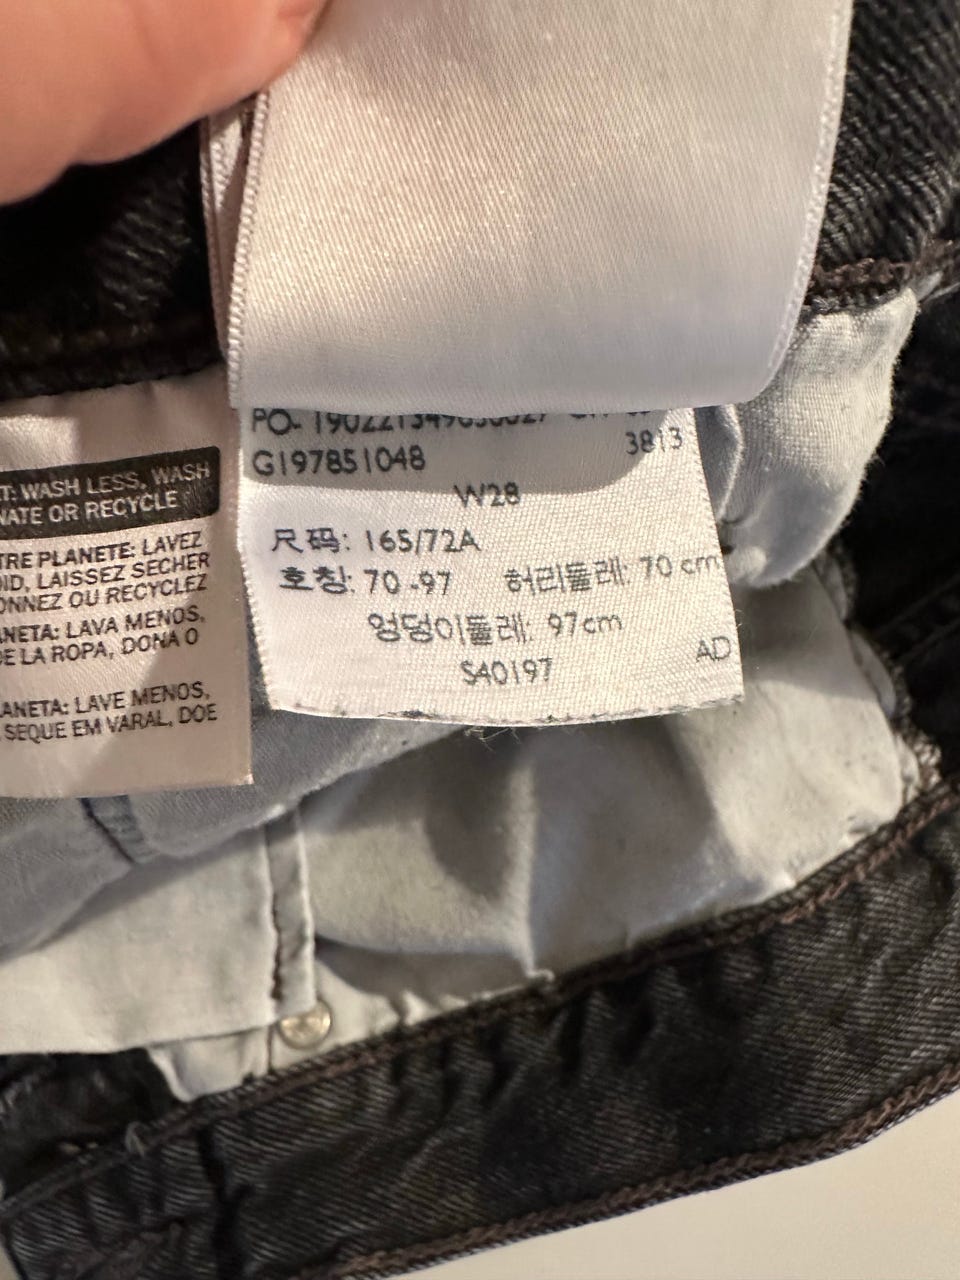 T: WASH LESS, WASH
NATE OR RECYCLE
TRE PLANETE: LAVEZ
OID, LAISSEZ SECHER
ONNEZ OU RECYCLEZ
ANETA: LAVA MENOS,
DE LA ROPA, DONA O
ANETA: LAVE MENOS,
SEQUE EM VARAL, DOE
PO-
3813
G197851048
W28
尺码: 165/72A
호칭: 70-97 허리둘레: 70 cm
엉덩이둘레: 97cm
S40197
AD